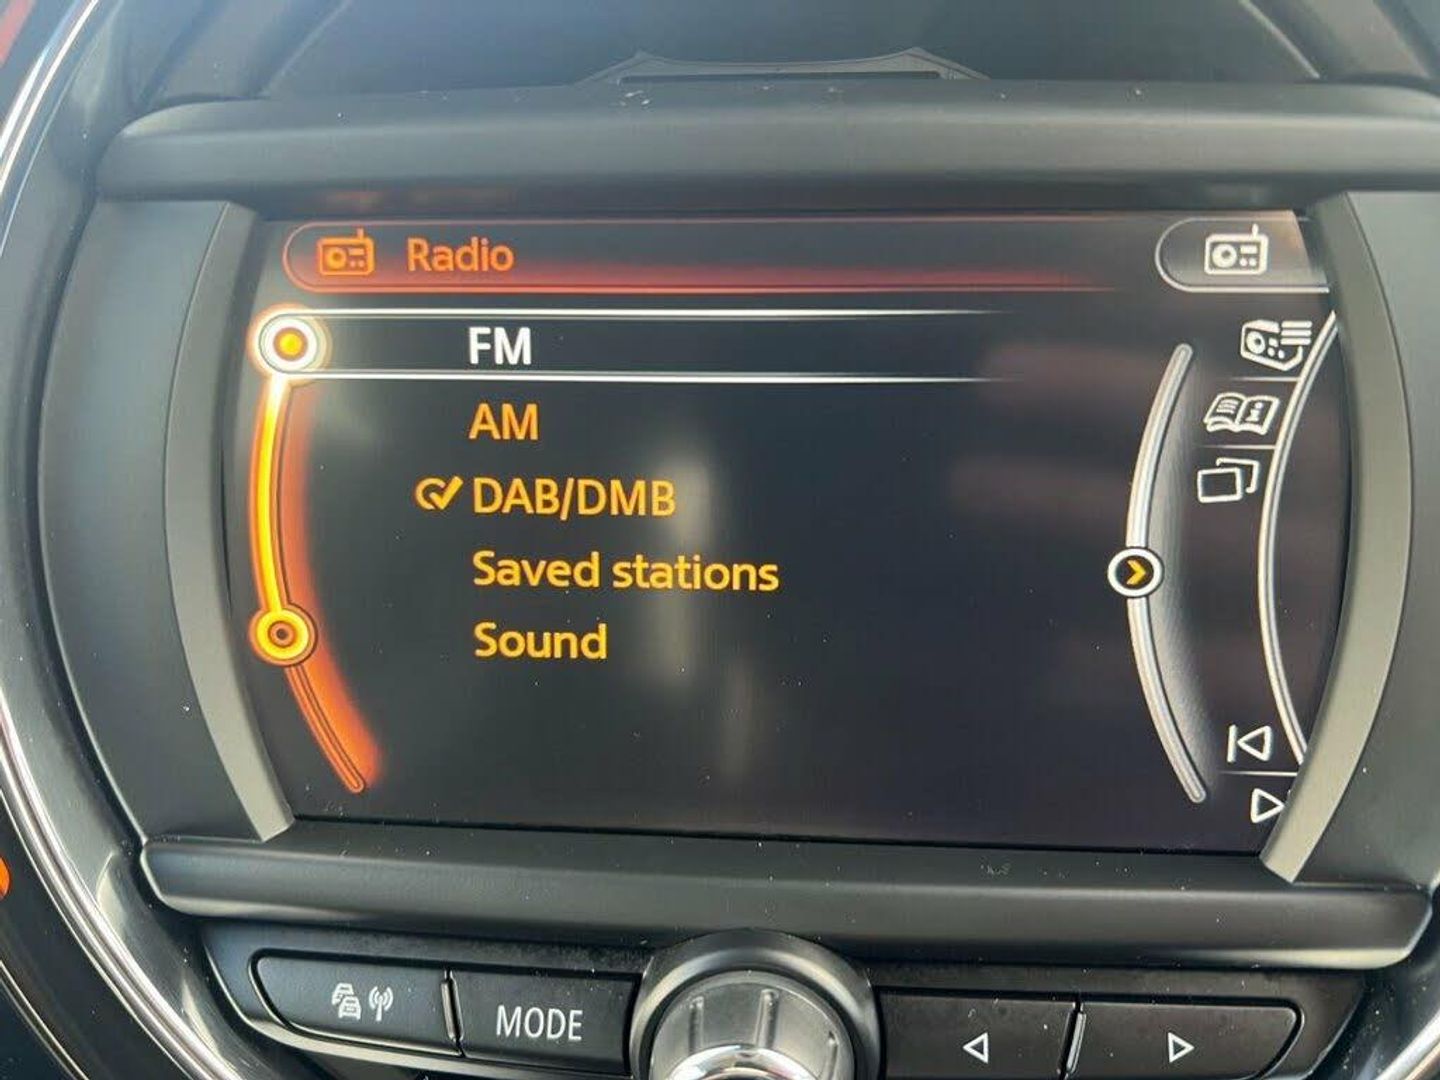 Radio
FM
AM
DAB/DMB
Saved stations
Sound
MODE